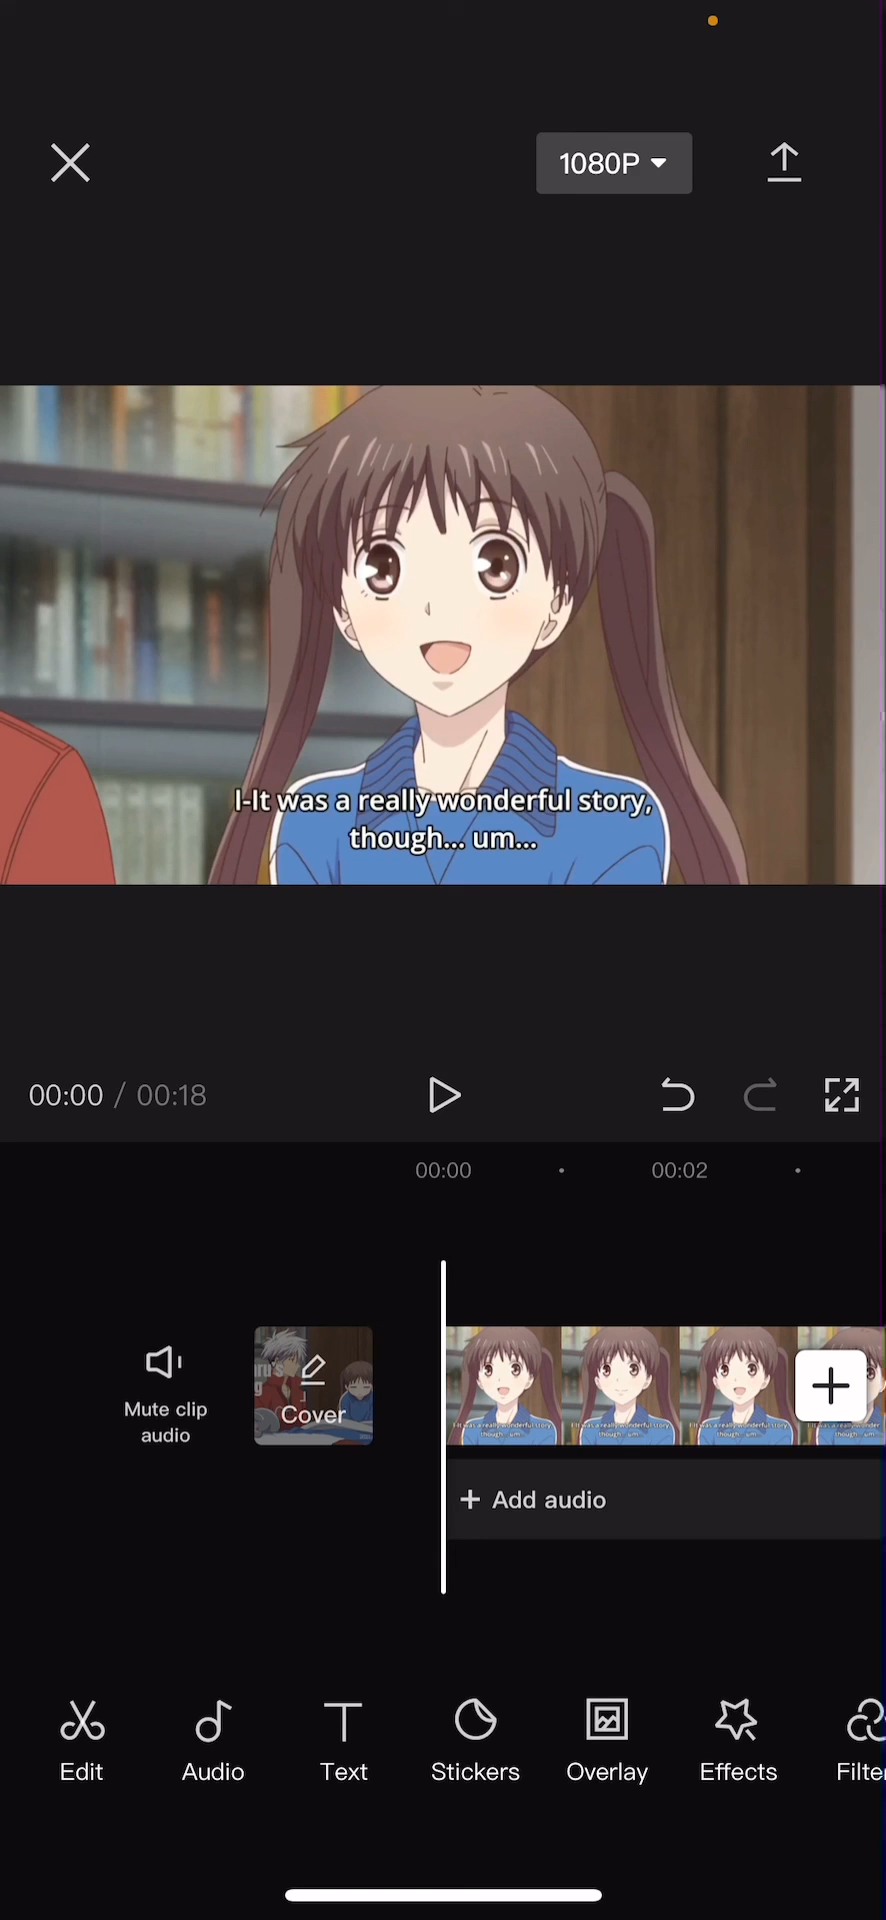 1080P
I-It was a really wonderful story,
though... um...
00:00 / 00:18
00:00
00:02
Mute clip
audio
Cover
Add audio
Edit
Audio
Text
Stickers
Overlay
Effects